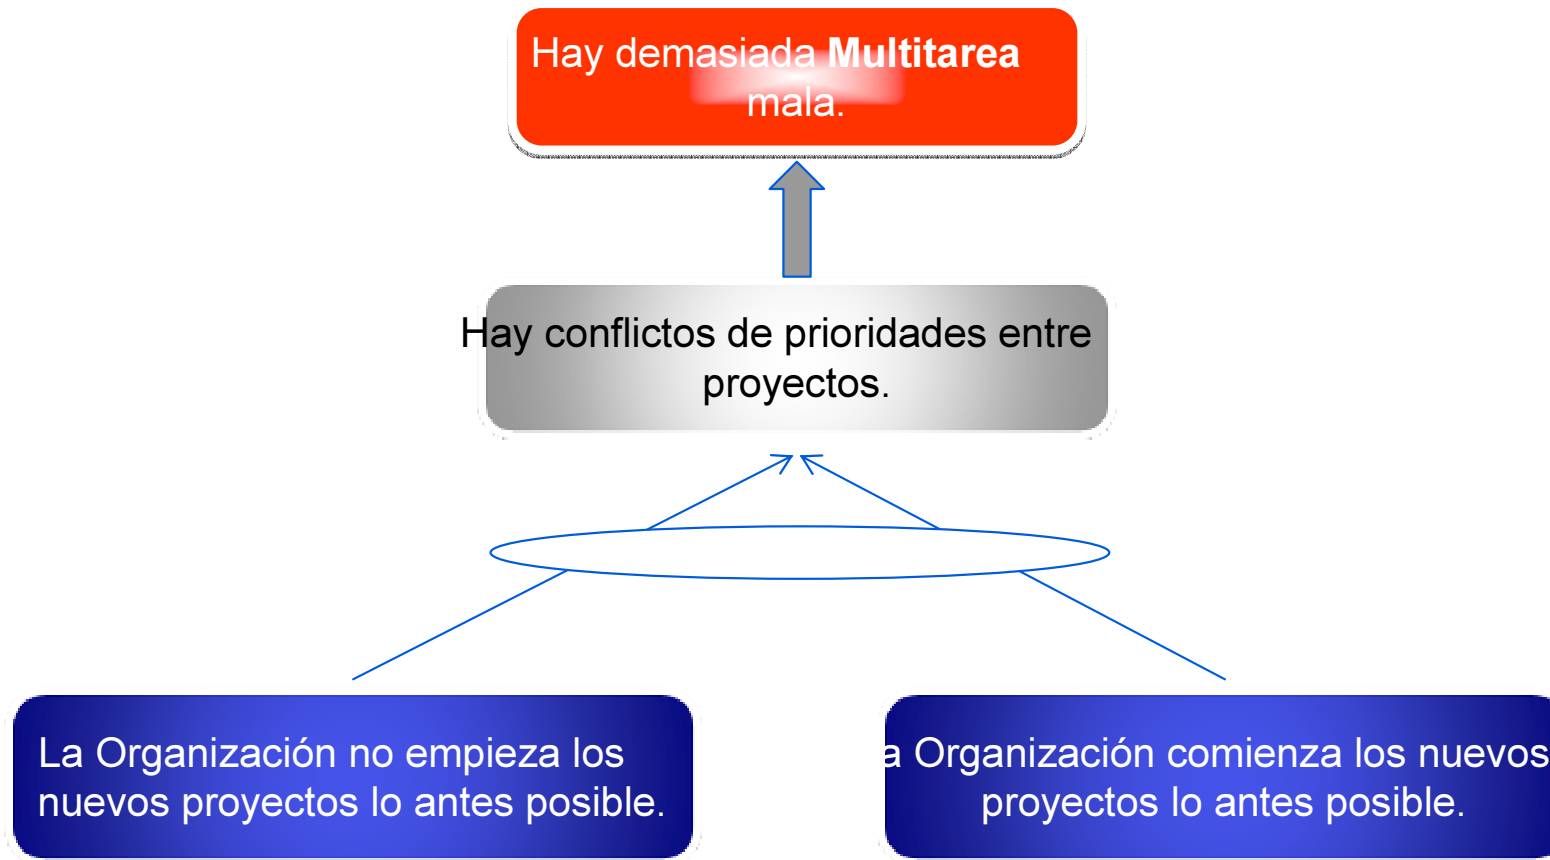 Hay demasiada Multitarea
mala.
Hay conflictos de prioridades entre
proyectos.
La Organización no empieza los
nuevos proyectos lo antes posible.
a Organización comienza los nuevos
proyectos lo antes posible.